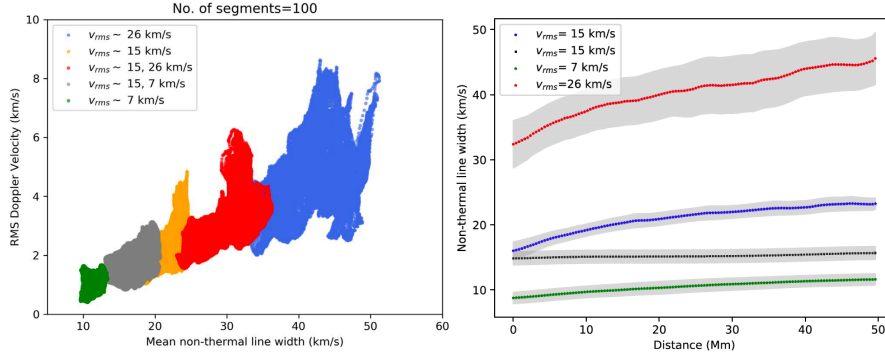 No. of segments=100
RMS Doppler Velocity (km/s)
10
8
6
4
2
0
v_rms ~ 26 km/s
v_rms ~ 15 km/s
v_rms ~ 15, 26 km/s
v_rms ~ 15, 7 km/s
v_rms ~ 7 km/s
0 10 20 30 40 50 60
Mean non-thermal line width (km/s)
Non-thermal line width (km/s)
50
40
30
20
10
v_rms= 15 km/s
v_rms= 15 km/s
v_rms= 7 km/s
v_rms=26 km/s
0 10 20 30 40 50
Distance (Mm)